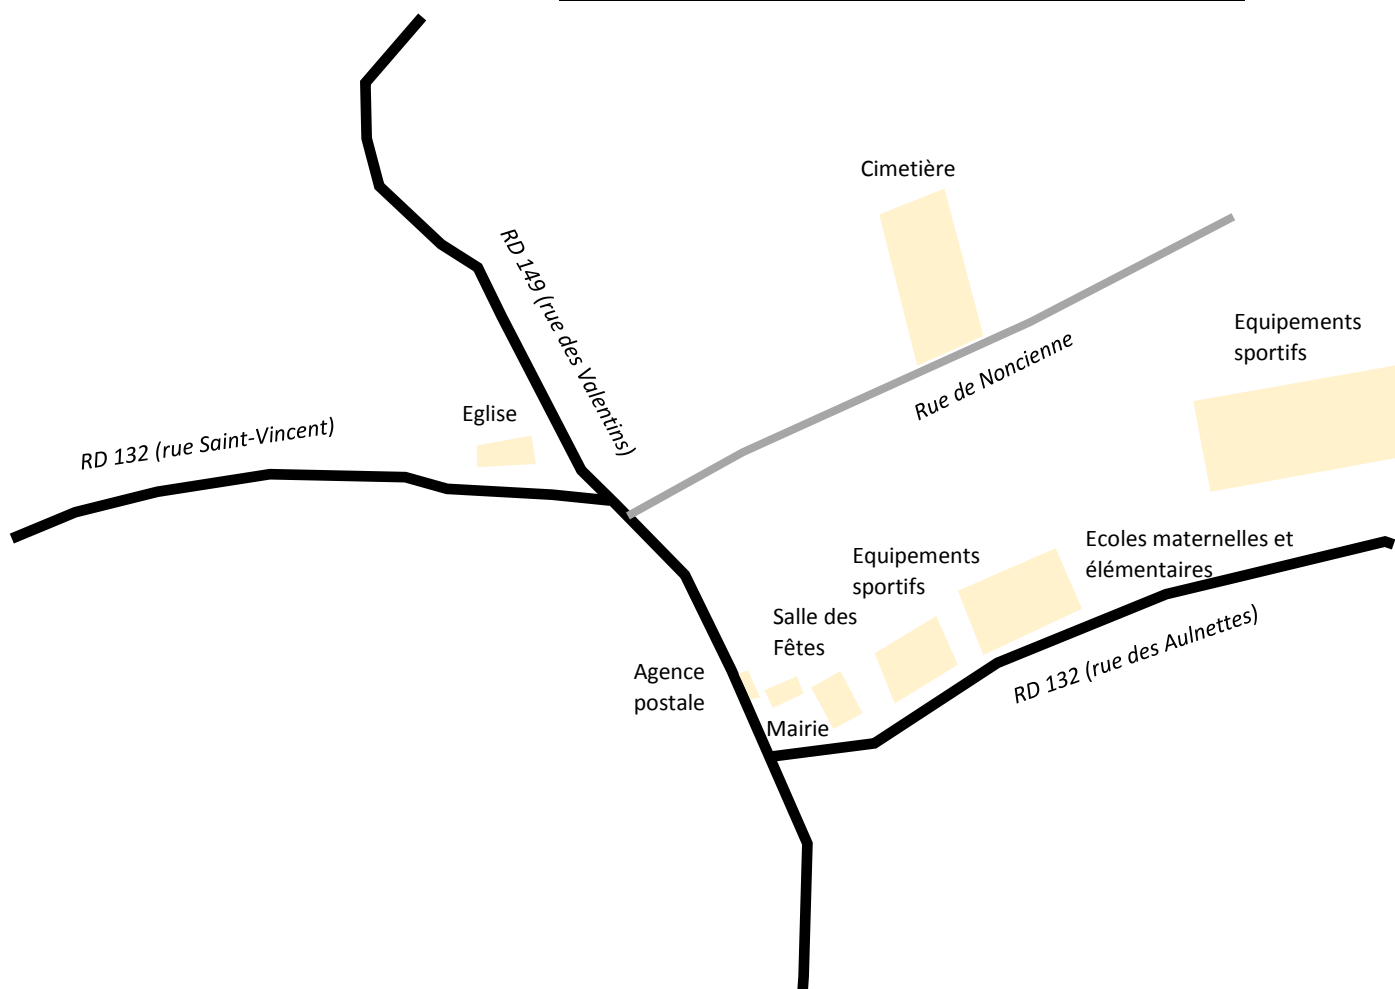 Cimetière
RD 149 (rue des Valentins)
Equipements
sportifs
Rue de Noncienne
Eglise
RD 132 (rue Saint-Vincent)
Ecoles maternelles et
élémentaires
Equipements
sportifs
Salle des
Fêtes
RD 132 (rue des Aulnettes)
Agence
postale
Mairie